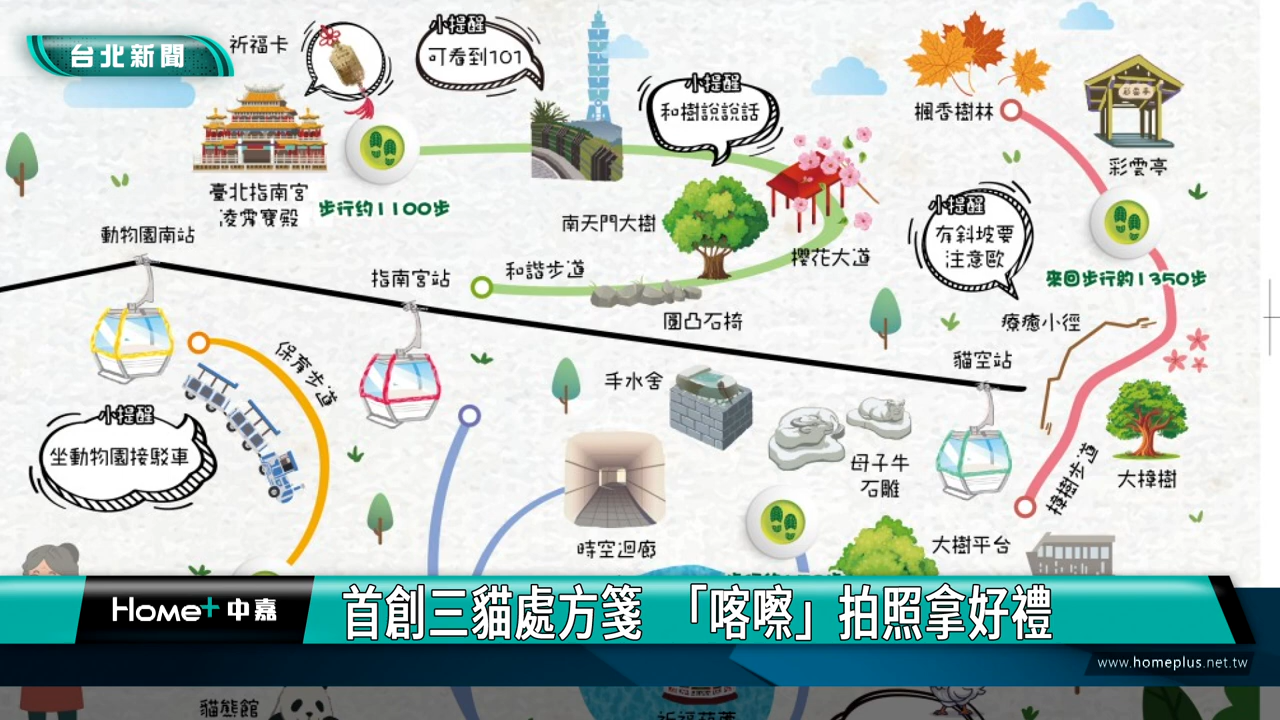 台北新聞
祈福卡
小提醒
可看到101
小提醒
和樹說說話
楓香樹林
彩雲亭
彩雲亭
臺北指南宮
凌霄寶殿
步行約1100步
動物園南站
指南宮站
和諧步道
南天門大樹
櫻花大道
圓凸石椅
小提醒
有斜坡要
注意歐
來回步行約1350步
療癒小徑
貓空站
保育步道
手水舍
小提醒
坐動物園接駁車
母子牛
石雕
樟樹步道
大樟樹
時空迴廊
大樹平台
Home+中嘉
首創三貓處方箋 「喀嚓」拍照拿好禮
www.homeplus.net.tw
貓熊館